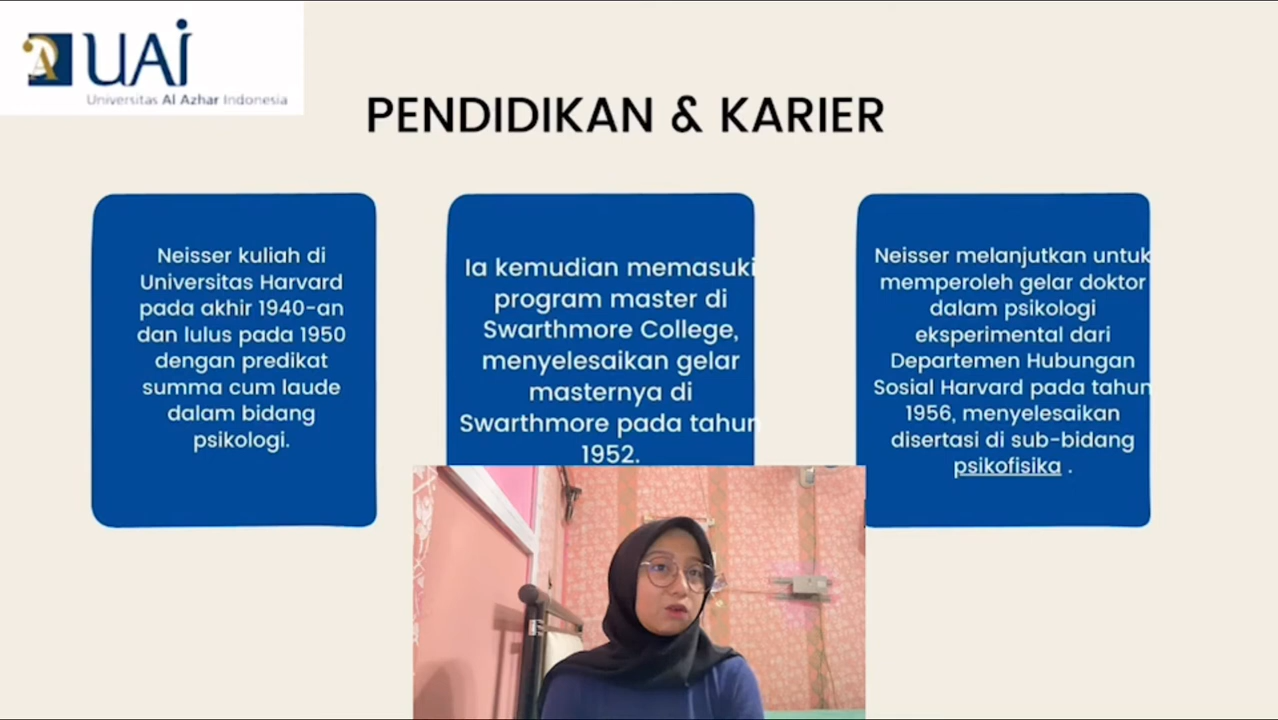 UAI
Universitas Al Azhar Indonesia
PENDIDIKAN & KARIER
Neisser kuliah di
Universitas Harvard
pada akhir 1940-an
dan lulus pada 1950
dengan predikat
summa cum laude
dalam bidang
psikologi.
Ia kemudian memasuki
program master di
Swarthmore College,
menyelesaikan gelar
masternya di
Swarthmore pada tahun
1952.
Neisser melanjutkan untuk
memperoleh gelar doktor
dalam psikologi
eksperimental dari
Departemen Hubungan
Sosial Harvard pada tahun
1956, menyelesaikan
disertasi di sub-bidang
psikofisika .